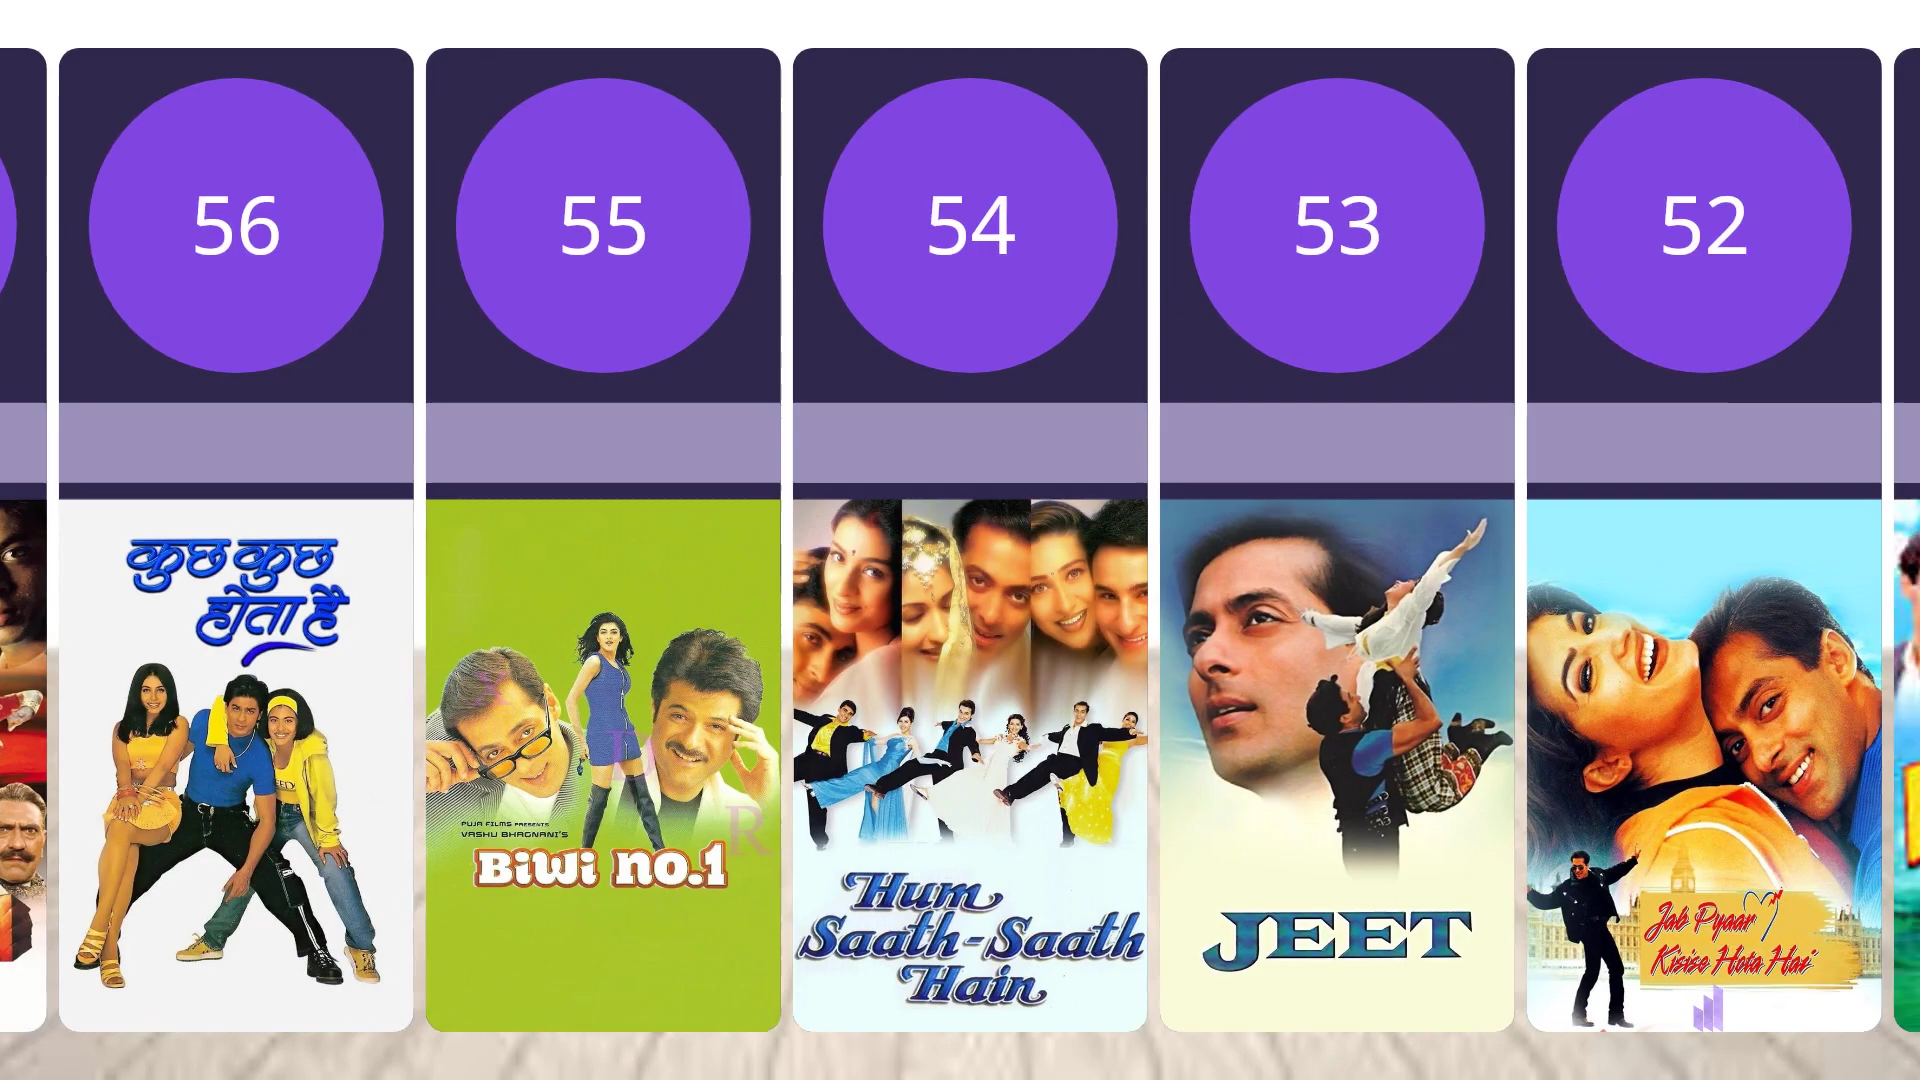 56
55
54
53
52
कुछ कुछ
होता है
PUJA FILMS PRESENTS
VASHU BHAGNANI'S
BiWi no.1
Hum
Saath-Saath
Hain
JEET
Jab Pyaar
Kisise Hota Hai